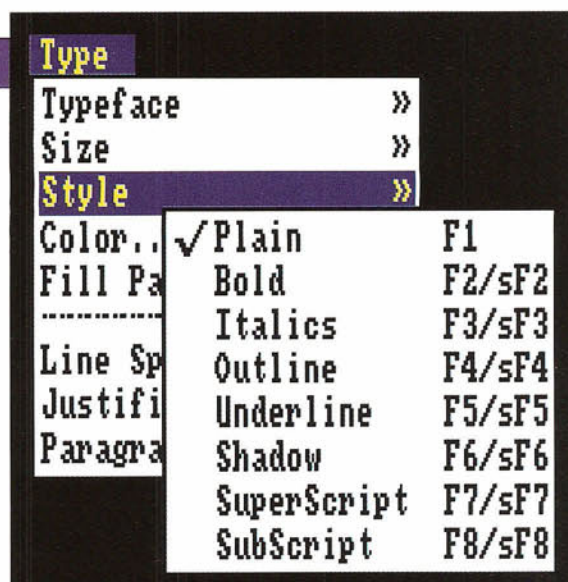 Type
Typeface »
Size »
Style »
Color..
Fill Pa
Line Sp
Justifi
Paragra
✓Plain F1
Bold F2/sF2
Italics F3/sF3
Outline F4/sF4
Underline F5/sF5
Shadow F6/sF6
SuperScript F7/sF7
SubScript F8/sF8